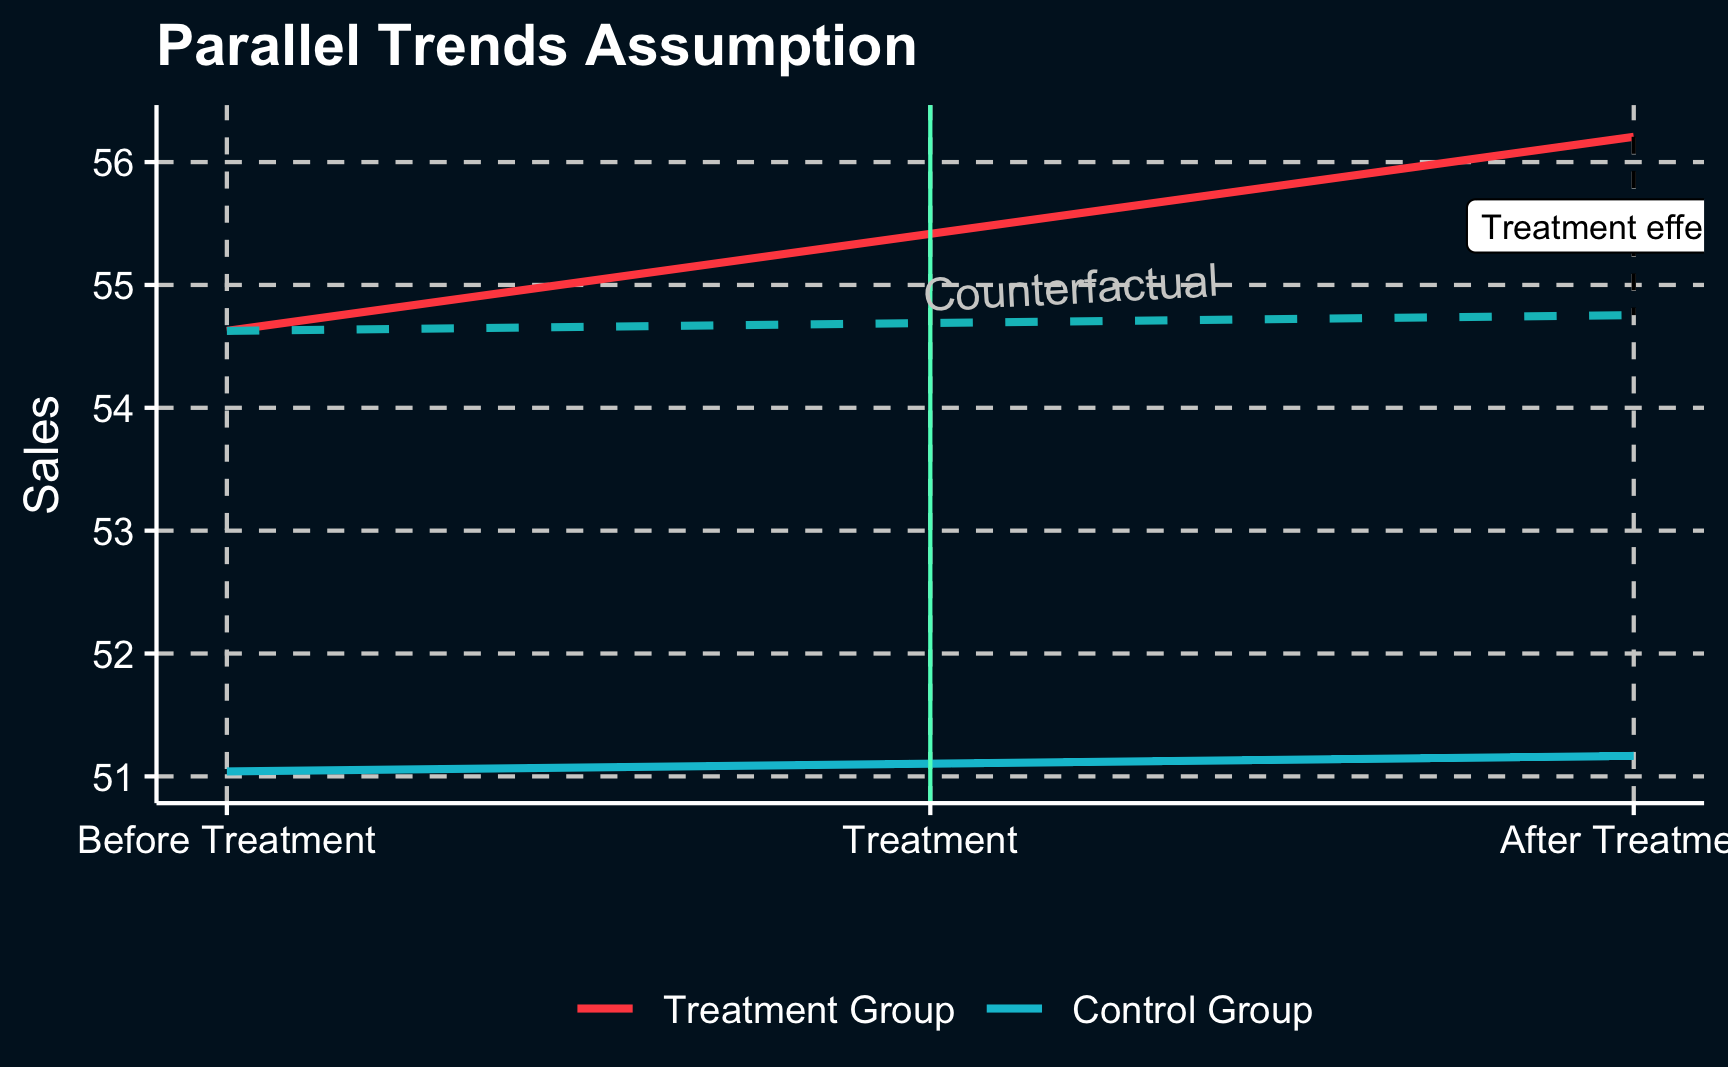 Parallel Trends Assumption
Sales
56
55
54
53
52
51
Treatment effe
Counterfactual
Before Treatment
Treatment
After Treatme
Treatment Group
Control Group